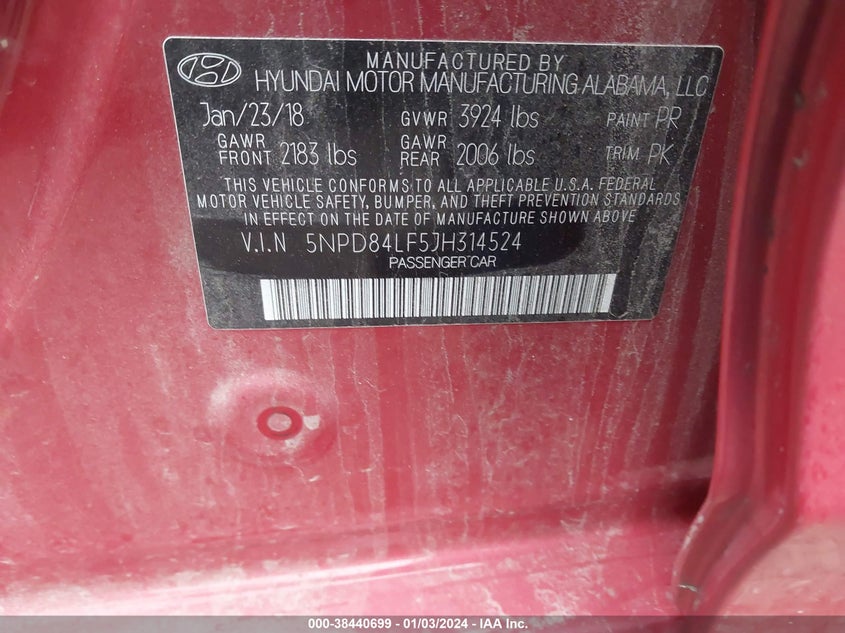 MANUFACTURED BY
HYUNDAI MOTOR MANUFACTURING ALABAMA, LLC
Jan/23/18 GVWR 3924 lbs PAINT PR
GAWR FRONT 2183 lbs GAWR REAR 2006 lbs TRIM PK
THIS VEHICLE CONFORMS TO ALL APPLICABLE U.S.A. FEDERAL
MOTOR VEHICLE SAFETY, BUMPER, AND THEFT PREVENTION STANDARDS
IN EFFECT ON THE DATE OF MANUFACTURE SHOWN ABOVE.
V.I.N 5NPD84LF5JH314524
PASSENGER CAR
000-38440699 - 01/03/2024 - © IAA Inc.